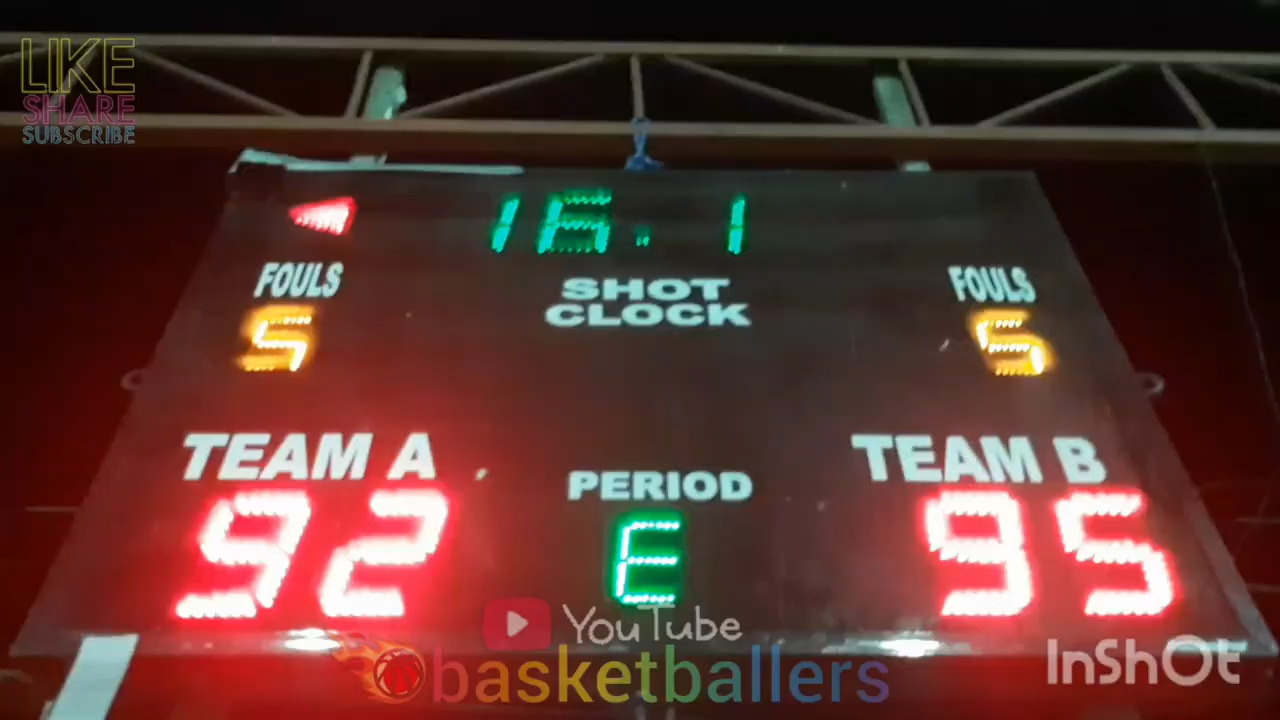 LIKE
SHARE
SUBSCRIBE
16.1
SHOT
CLOCK
FOULS
5
FOULS
5
TEAM A
92
PERIOD
E
TEAM B
95
YouTube
basketballers
InShOt